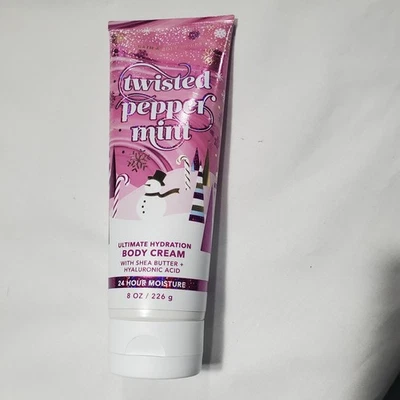 twisted
pepper
mint
ULTIMATE HYDRATION
BODY CREAM
WITH SHEA BUTTER +
HYALURONIC ACID
24 HOUR MOISTURE
8 OZ / 226 g